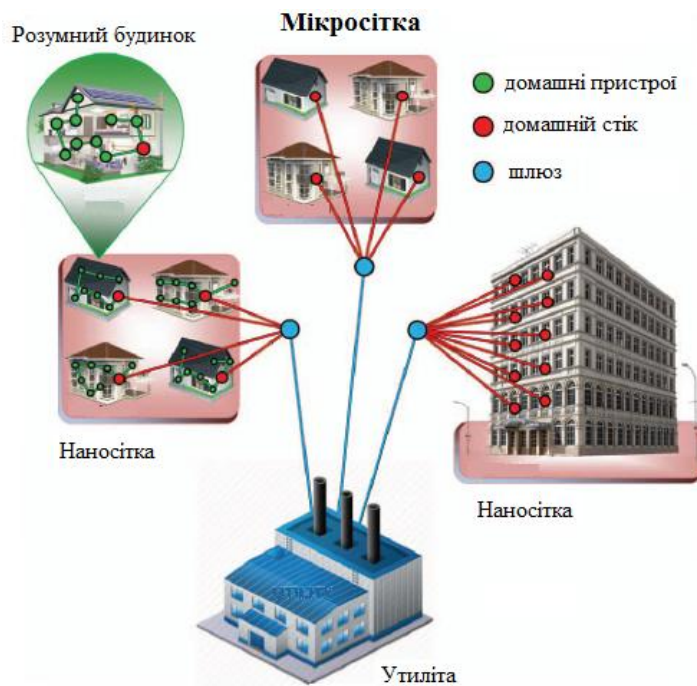 Мікросітка
Розумний будинок
домашні пристрої
домашній стік
шлюз
Наносітка
Наносітка
Утиліта